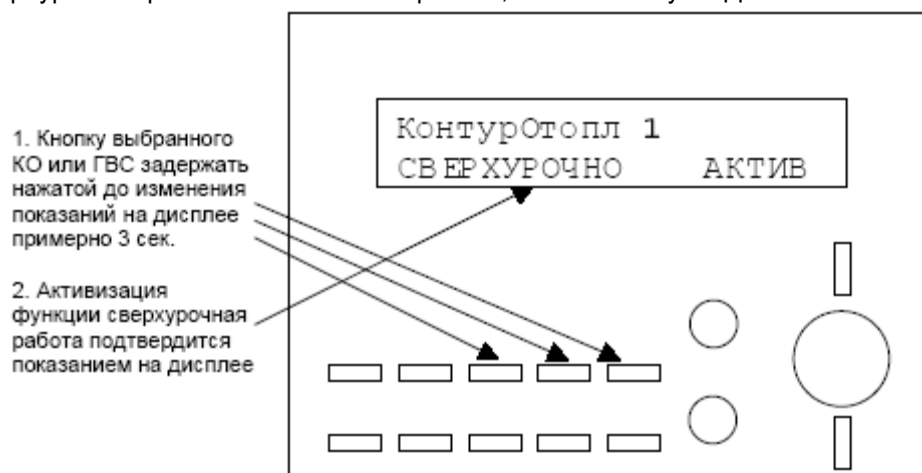 1. Кнопку выбранного
КО или ГВС задержать
нажатой до изменения
показаний на дисплее
примерно 3 сек.
2. Активизация
функции сверхурочная
работа подтвердится
показанием на дисплее
КонтурОтопл 1
СВЕРХУРОЧНО АКТИВ